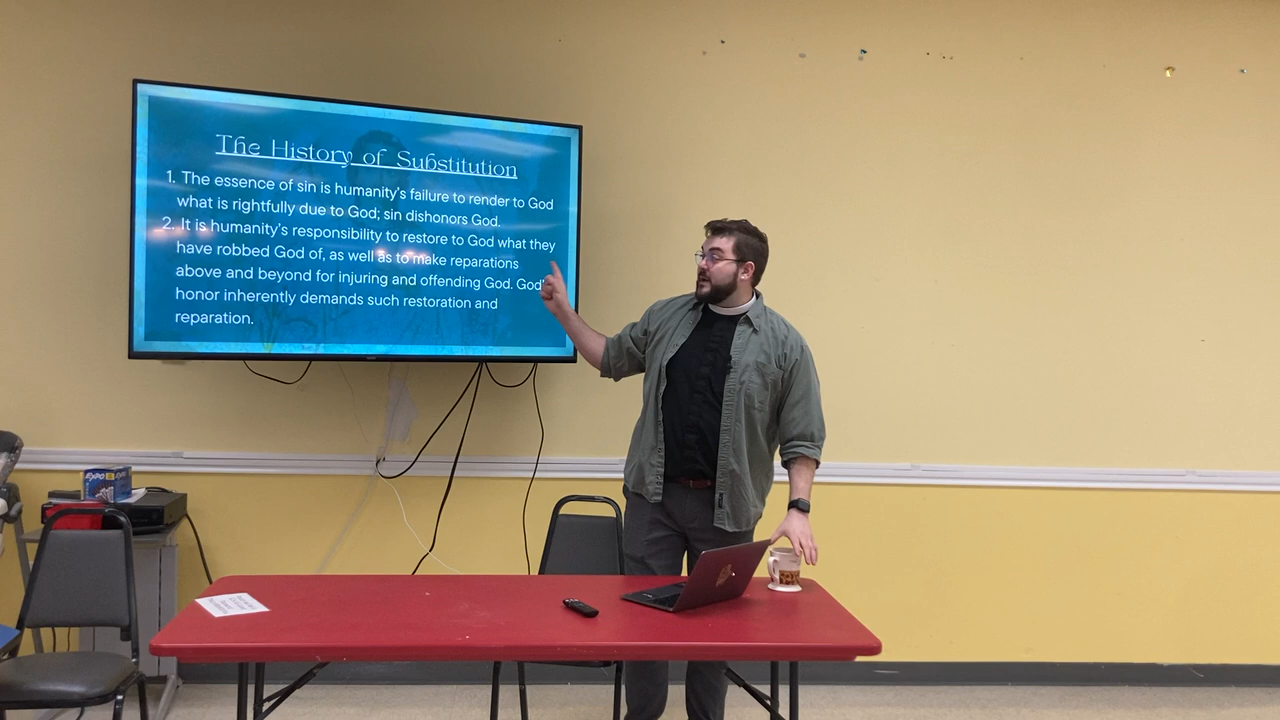 The History of Substitution
1. The essence of sin is humanity's failure to render to God
what is rightfully due to God; sin dishonors God.
2. It is humanity's responsibility to restore to God what they
have robbed God of, as well as to make reparations
above and beyond for injuring and offending God. God'
honor inherently demands such restoration and
reparation.
EXPO